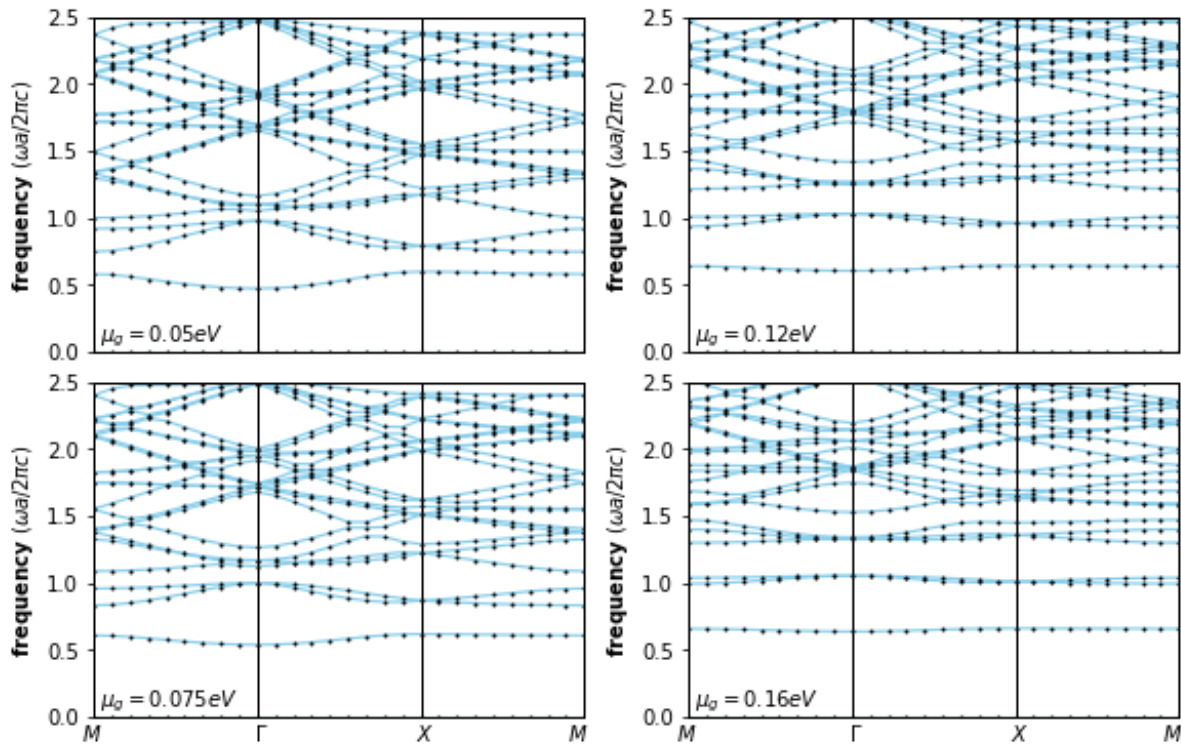 2.5
2.0
1.5
1.0
0.5
0.0
frequency (ωa/2πc)
μg = 0.05eV
2.5
2.0
1.5
1.0
0.5
0.0
frequency (ωa/2πc)
μg = 0.12eV
2.5
2.0
1.5
1.0
0.5
0.0
frequency (ωa/2πc)
μg = 0.075eV
M Γ X M
2.5
2.0
1.5
1.0
0.5
0.0
frequency (ωa/2πc)
μg = 0.16eV
M Γ X M